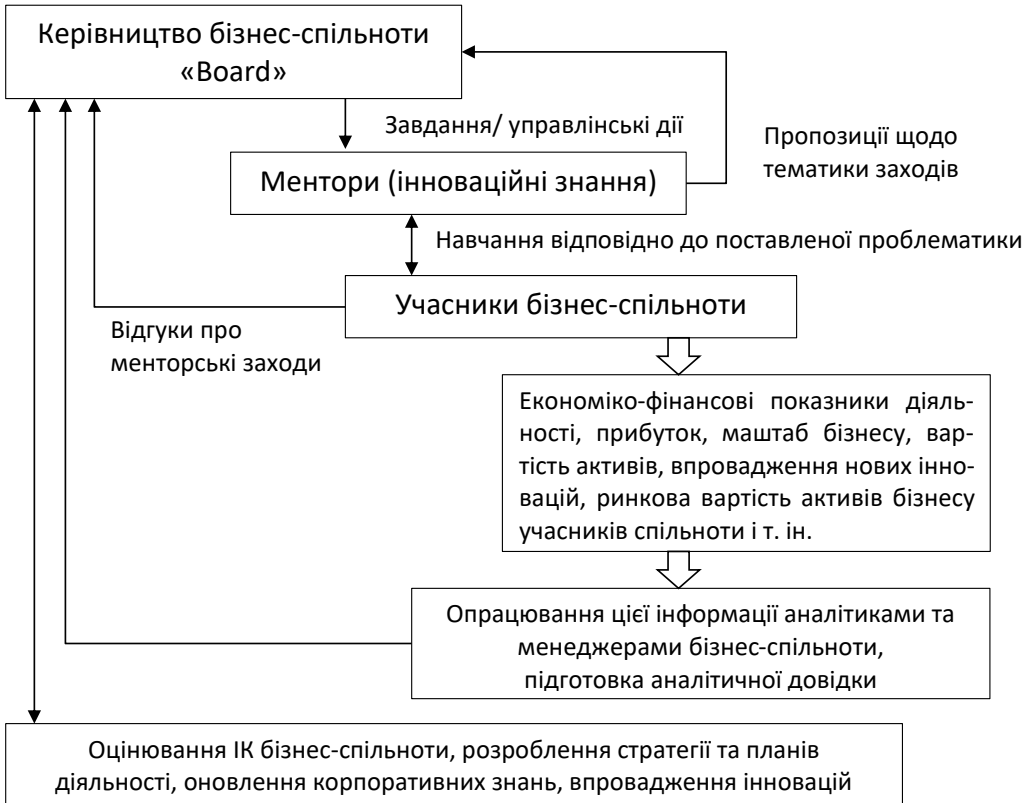 Керівництво бізнес-спільноти
«Board»
Завдання/ управлінські дії
Пропозиції щодо
тематики заходів
Ментори (інноваційні знання)
Навчання відповідно до поставленої проблематики
Учасники бізнес-спільноти
Відгуки про
менторські заходи
Економіко-фінансові показники діяль-
ності, прибуток, маштаб бізнесу, вар-
тість активів, впровадження нових інно-
вацій, ринкова вартість активів бізнесу
учасників спільноти і т. ін.
Опрацювання цієї інформації аналітиками та
менеджерами бізнес-спільноти,
підготовка аналітичної довідки
Оцінювання ІК бізнес-спільноти, розроблення стратегії та планів
діяльності, оновлення корпоративних знань, впровадження інновацій